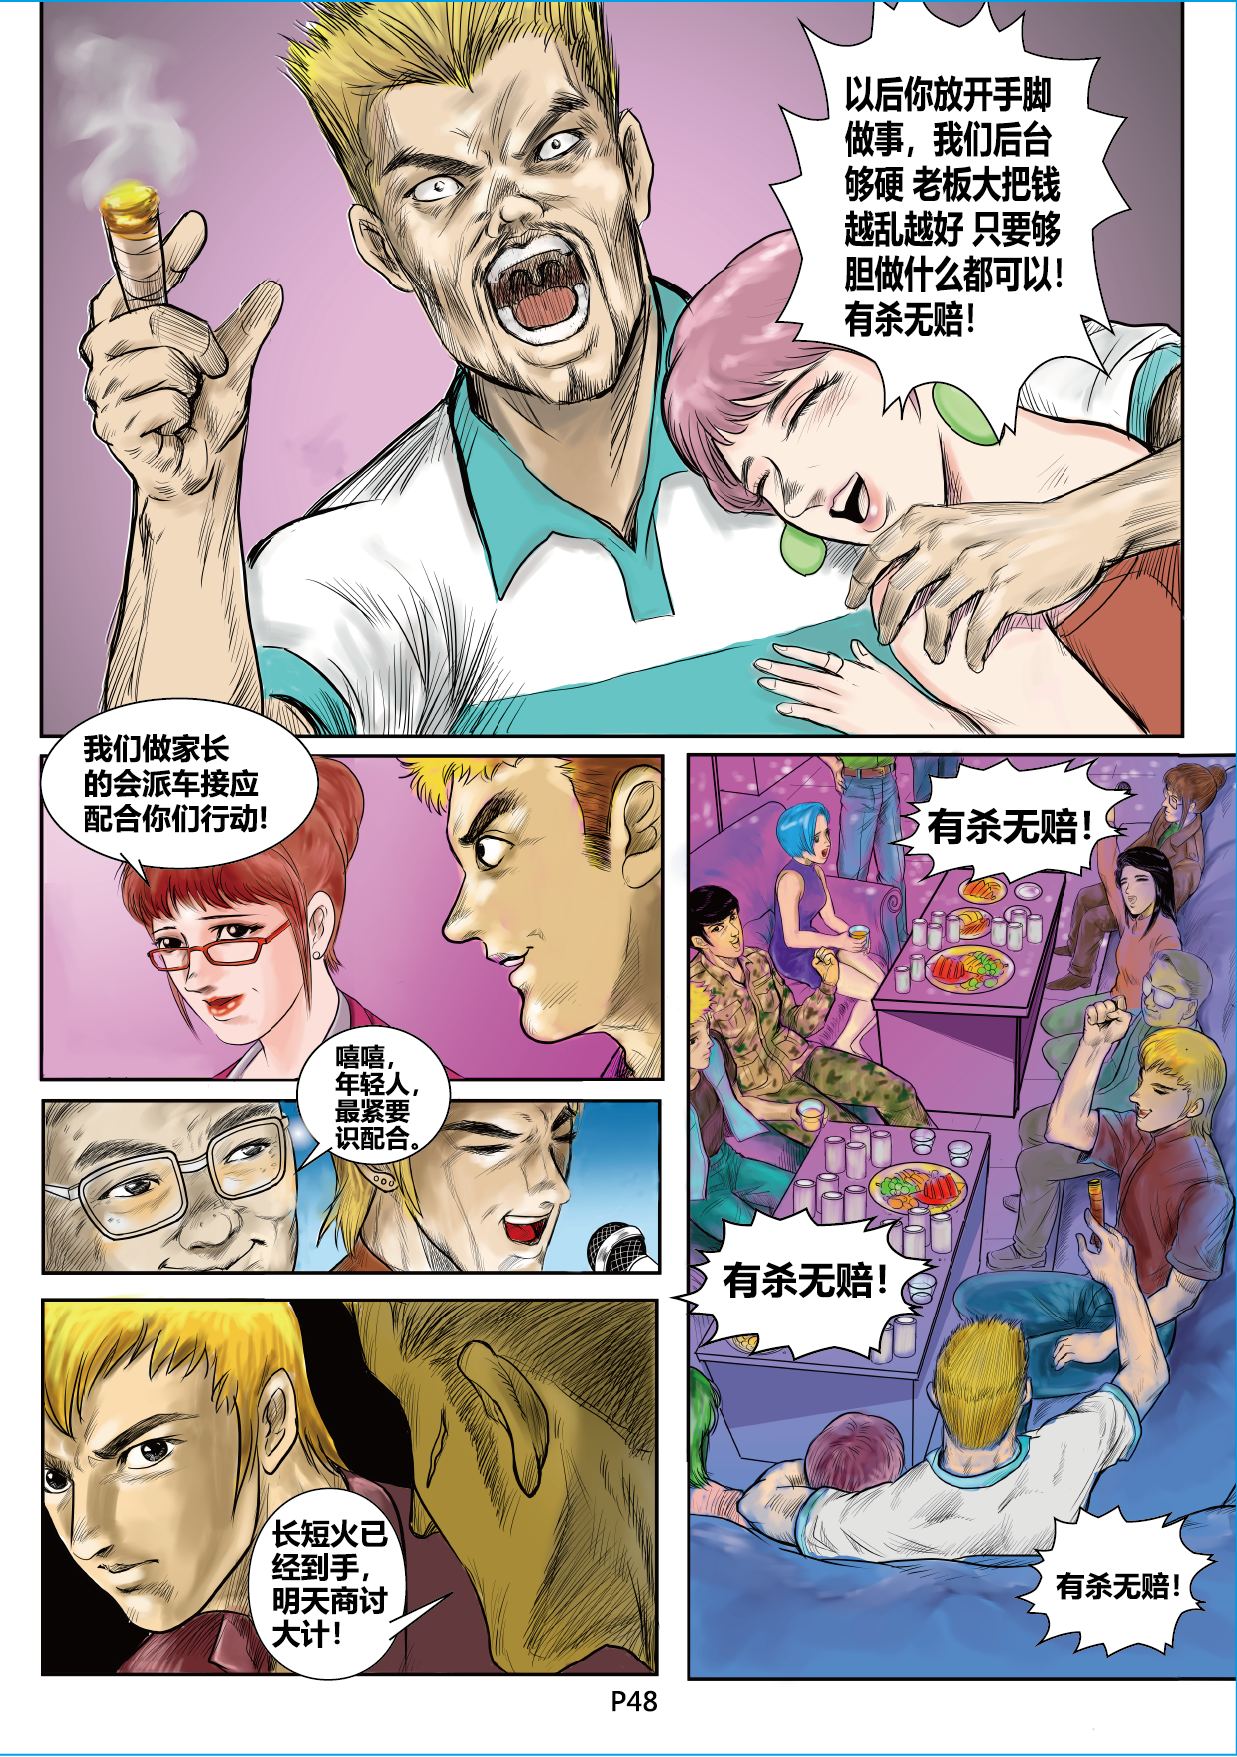 以后你放开手脚
做事，我们后台
够硬 老板大把钱
越乱越好 只要够
胆做什么都可以！
有杀无赔！
我们做家长
的会派车接应
配合你们行动！
嘻嘻，
年轻人，
最紧要
识配合。
长短火已
经到手，
明天商讨
大计！
有杀无赔！
有杀无赔！
有杀无赔！
P48